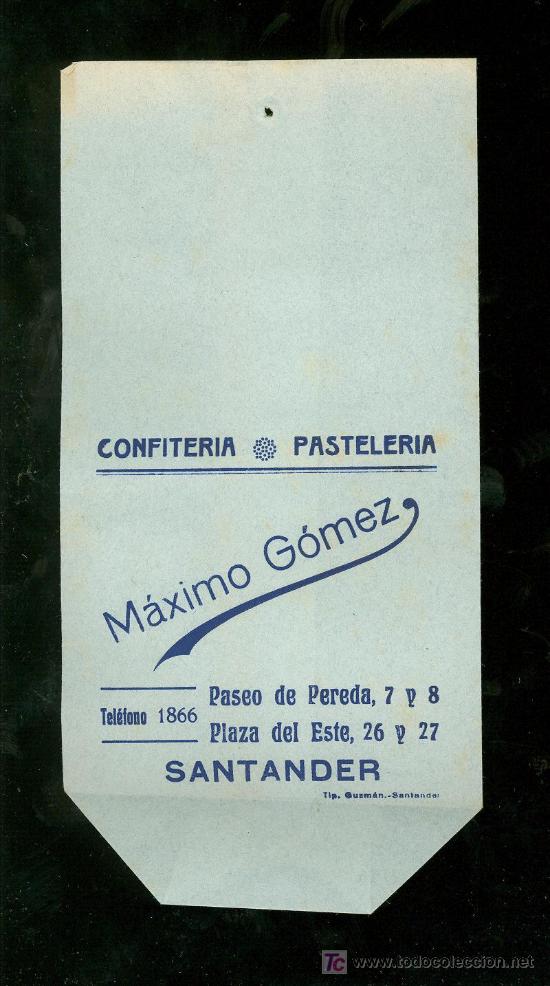 CONFITERIA PASTELERIA
Máximo Gómez
Teléfono 1866
Paseo de Pereda, 7 y 8
Plaza del Este, 26 y 27
SANTANDER
Tip. Guzmán.-Santander
TC www.todocoleccion.net